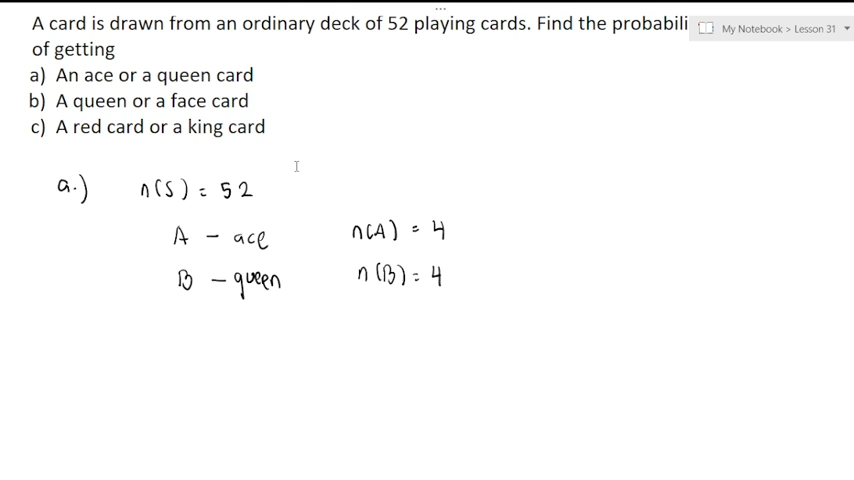 A card is drawn from an ordinary deck of 52 playing cards. Find the probabili
My Notebook > Lesson 31
of getting
a) An ace or a queen card
b) A queen or a face card
c) A red card or a king card
a.) n(S) = 52
A - ace n(A) = 4
B - queen n(B) = 4